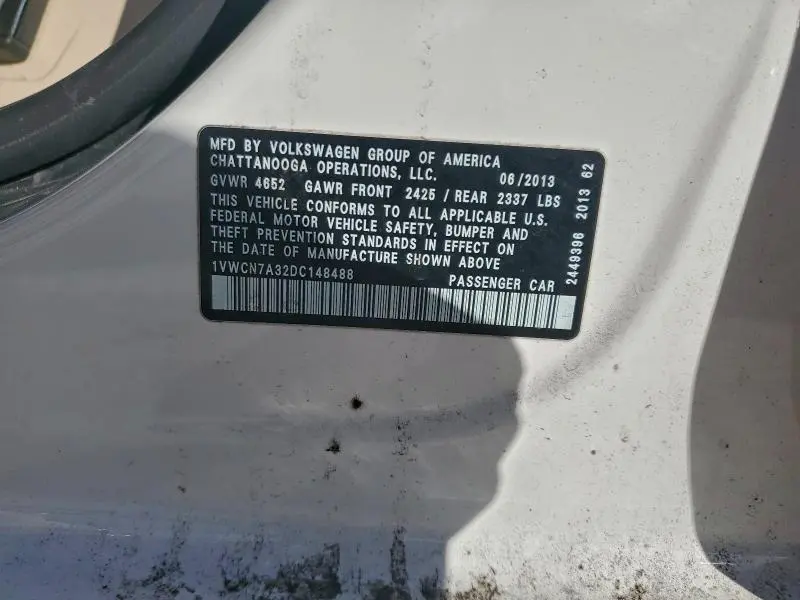 MFD BY VOLKSWAGEN GROUP OF AMERICA
CHATTANOOGA OPERATIONS, LLC. 06/2013
GVWR 4652 GAWR FRONT 2425 / REAR 2337 LBS
THIS VEHICLE CONFORMS TO ALL APPLICABLE U.S.
FEDERAL MOTOR VEHICLE SAFETY, BUMPER AND
THEFT PREVENTION STANDARDS IN EFFECT ON
THE DATE OF MANUFACTURE SHOWN ABOVE
1VWCN7A32DC148488 PASSENGER CAR
2449396 2013 62